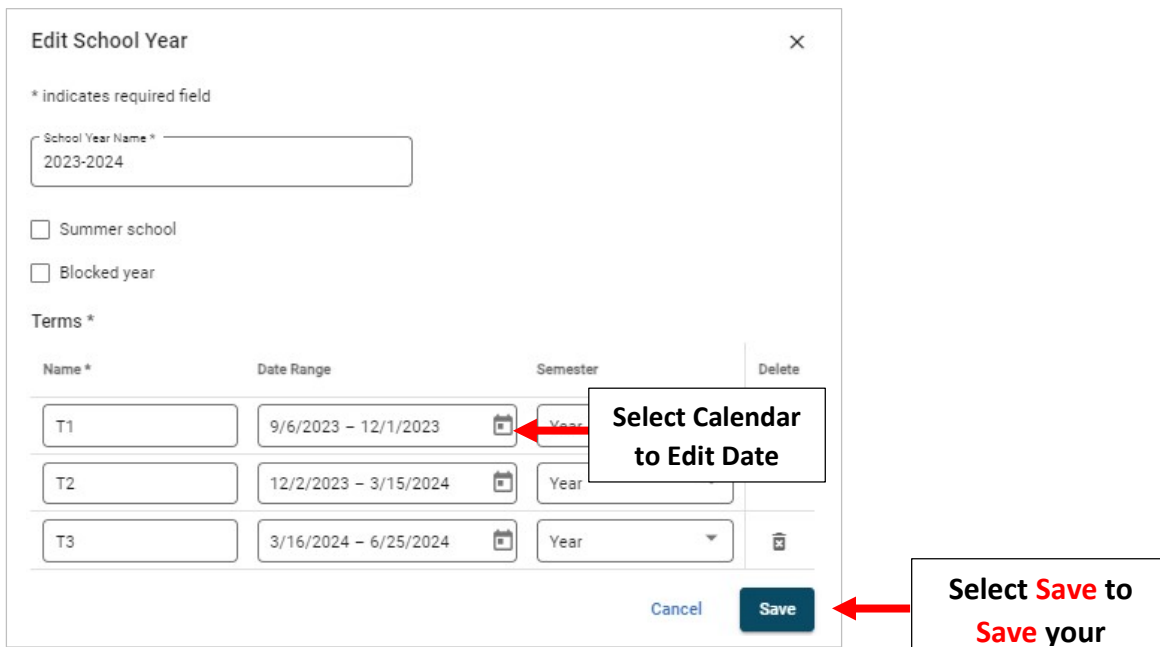 Edit School Year
* indicates required field
School Year Name *
2023-2024
Summer school
Blocked year
Terms *
Name * Date Range Semester Delete
T1 9/6/2023 – 12/1/2023
Select Calendar
to Edit Date
T2 12/2/2023 – 3/15/2024 Year
T3 3/16/2024 – 6/25/2024 Year
Cancel Save
Select Save to
Save your